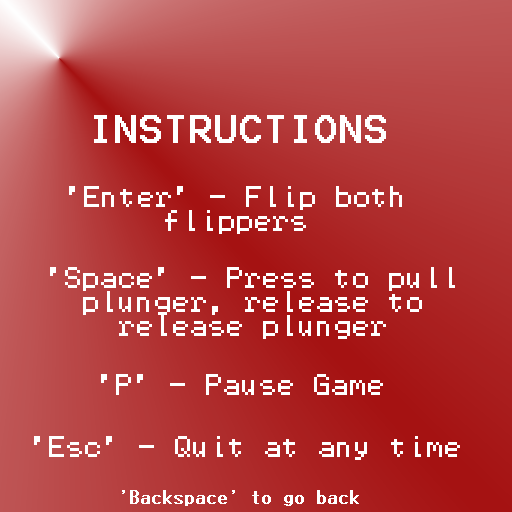 INSTRUCTIONS
'Enter' - Flip both
flippers
'Space' - Press to pull
plunger, release to
release plunger
'P' - Pause Game
'Esc' - Quit at any time
'Backspace' to go back